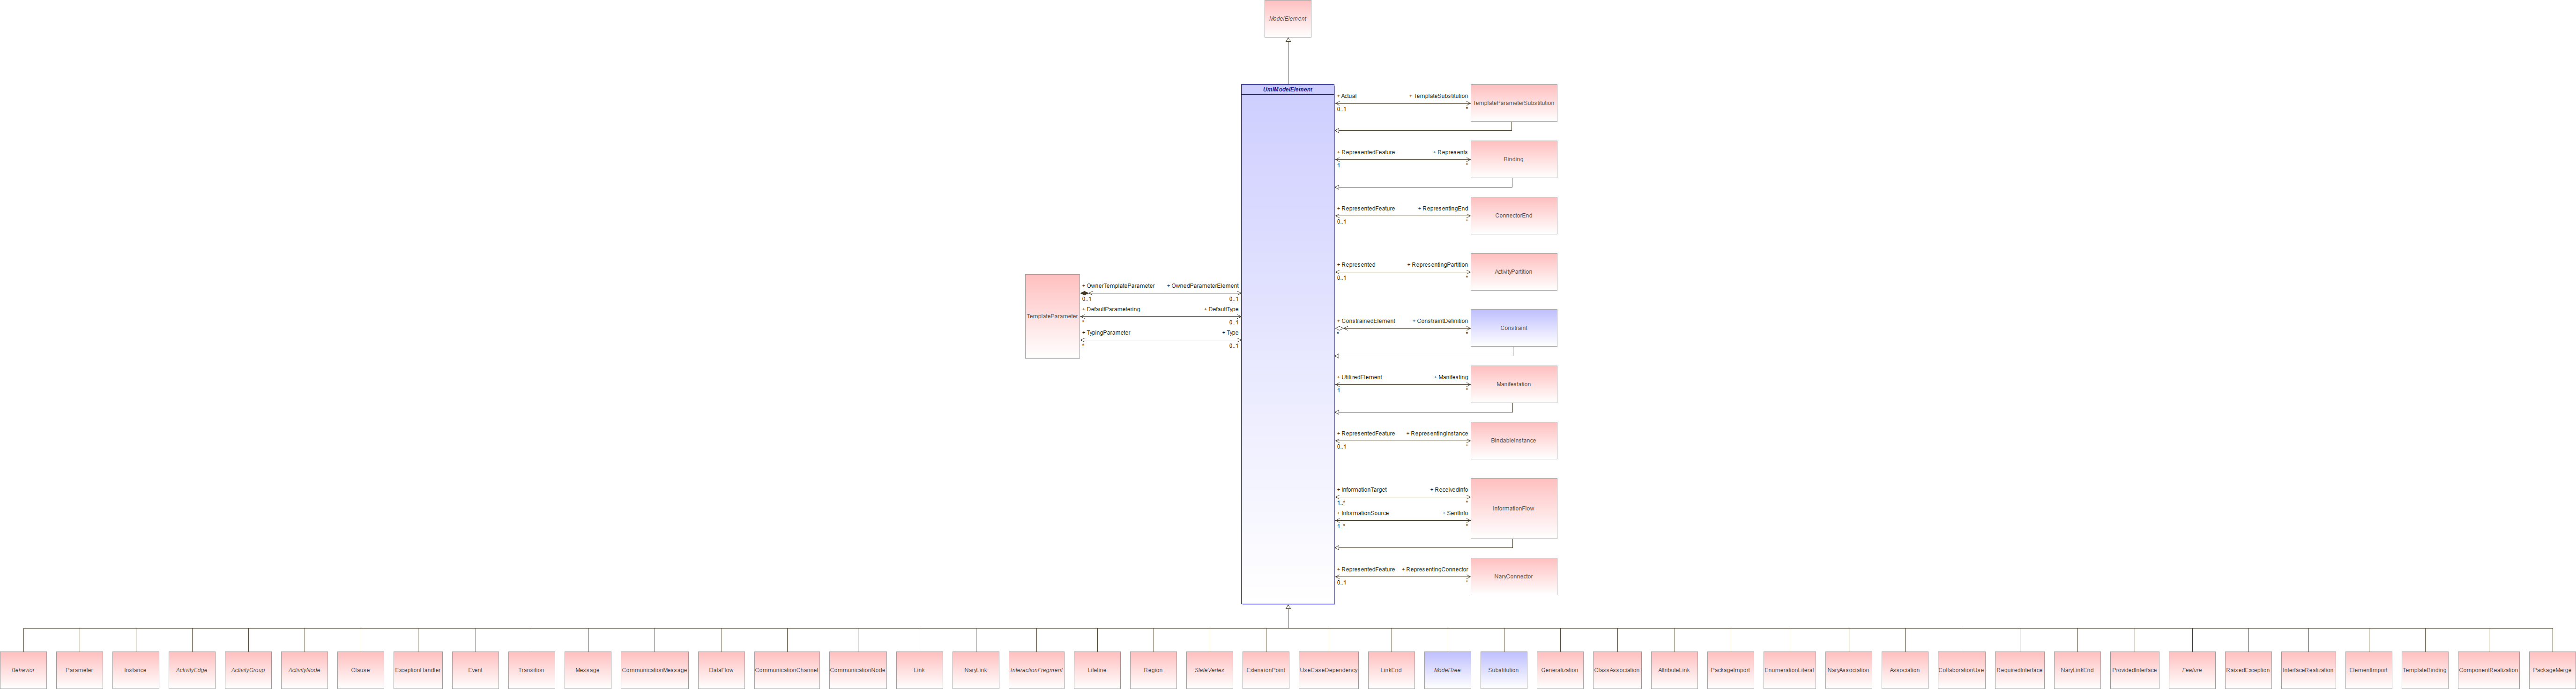 ModelElement
UmlModelElement
+ Actual + TemplateSubstitution
0..1 *
TemplateParameterSubstitution
+ RepresentedFeature + Represents
1 *
Binding
+ RepresentedFeature + RepresentingEnd
0..1 *
ConnectorEnd
+ Represented + RepresentingPartition
0..1 *
ActivityPartition
TemplateParameter
+ OwnerTemplateParameter + OwnedParameterElement
0..1 0..1
+ DefaultParametering + DefaultType
* 0..1
+ TypingParameter + Type
* 0..1
+ ConstrainedElement + ConstraintDefinition
* *
Constraint
+ UtilizedElement + Manifesting
1 *
Manifestation
+ RepresentedFeature + RepresentingInstance
0..1 *
BindableInstance
+ InformationTarget + ReceivedInfo
1..* *
+ InformationSource + SentInfo
1..* *
InformationFlow
+ RepresentedFeature + RepresentingConnector
0..1 *
NaryConnector
Behavior
Parameter
Instance
ActivityEdge
ActivityGroup
ActivityNode
Clause
ExceptionHandler
Event
Transition
Message
CommunicationMessage
DataFlow
CommunicationChannel
CommunicationNode
Link
NaryLink
InteractionFragment
Lifeline
Region
StateVertex
ExtensionPoint
UseCaseDependency
LinkEnd
ModelTree
Substitution
Generalization
ClassAssociation
AttributeLink
PackageImport
EnumerationLiteral
NaryAssociation
Association
CollaborationUse
RequiredInterface
NaryLinkEnd
ProvidedInterface
Feature
RaisedException
InterfaceRealization
ElementImport
TemplateBinding
ComponentRealization
PackageMerge